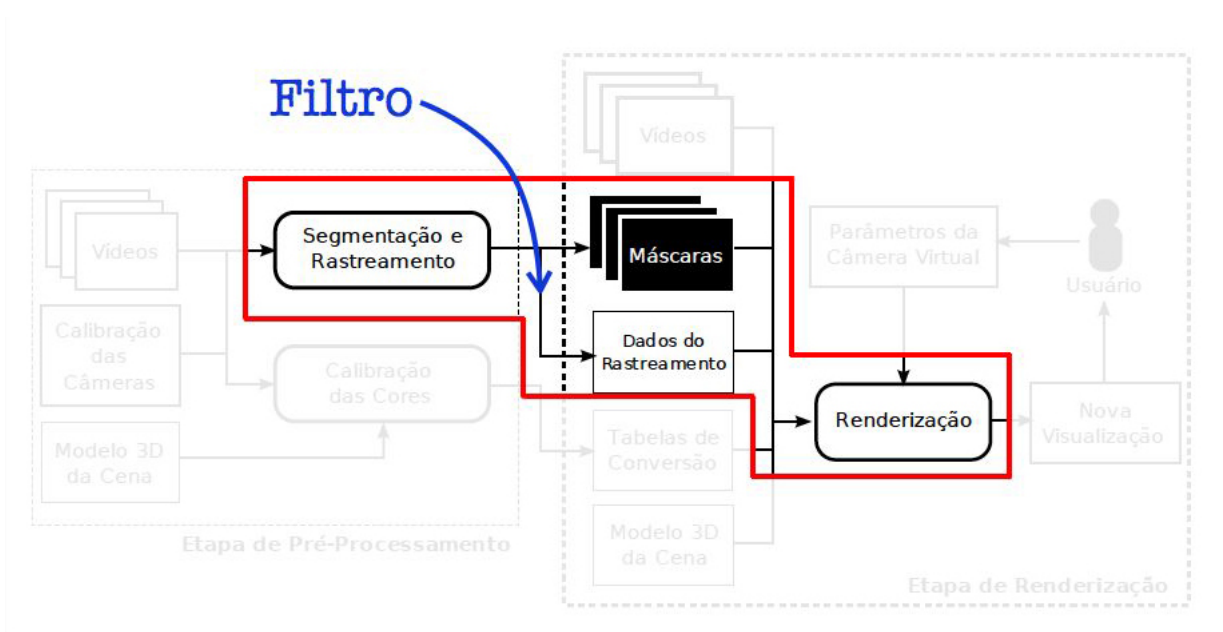 Filtro
Vídeos
Segmentação e
Rastreamento
Vídeos
Máscaras
Parâmetros da
Câmera Virtual
Usuário
Calibração
das
Câmeras
Calibração
das Cores
Dados do
Rastreamento
Renderização
Nova
Visualização
Modelo 3D
da Cena
Tabelas de
Conversão
Modelo 3D
da Cena
Etapa de Pré-Processamento
Etapa de Renderização